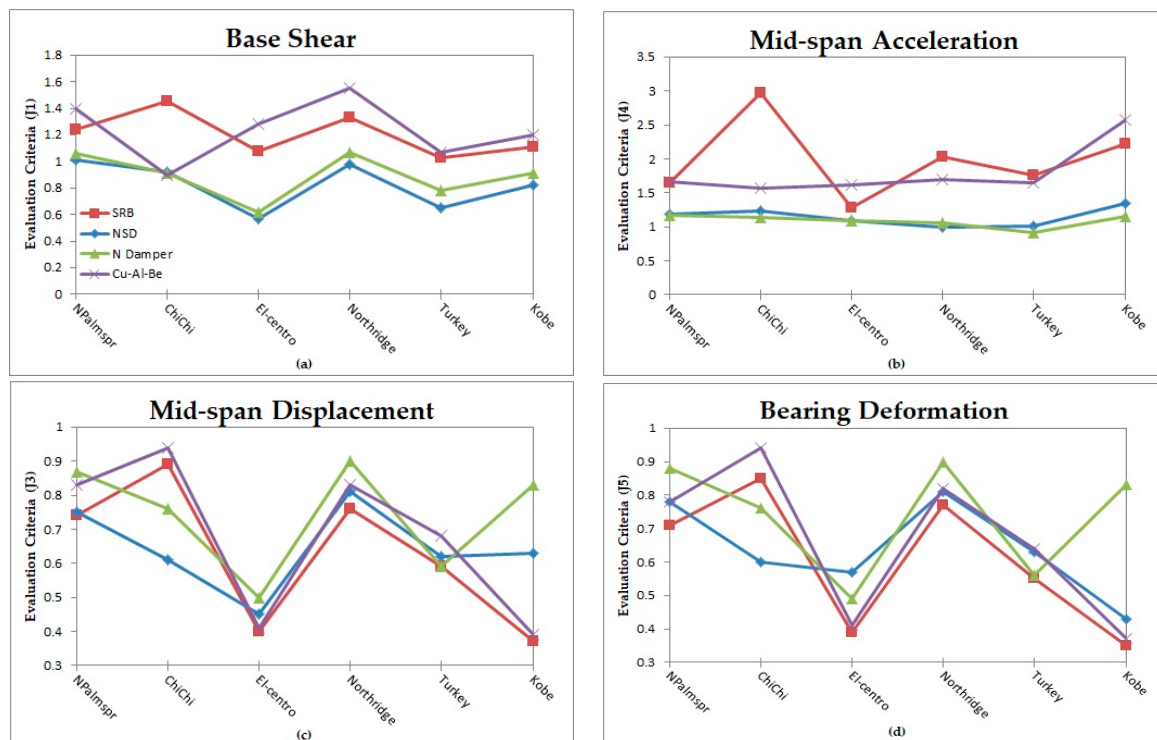 Base Shear
Evaluation Criteria (J1)
1.8
1.6
1.4
1.2
1
0.8
0.6
0.4
0.2
0
SRB
NSD
N Damper
Cu-Al-Be
NPalmspr
ChiChi
El-centro
Northridge
Turkey
Kobe
(a)
Mid-span Acceleration
Evaluation Criteria (J4)
3.5
3
2.5
2
1.5
1
0.5
0
NPalmspr
ChiChi
El-centro
Northridge
Turkey
Kobe
(b)
Mid-span Displacement
Evaluation Criteria (J3)
1
0.9
0.8
0.7
0.6
0.5
0.4
0.3
NPalmspr
ChiChi
El-centro
Northridge
Turkey
Kobe
(c)
Bearing Deformation
Evaluation Criteria (J5)
1
0.9
0.8
0.7
0.6
0.5
0.4
0.3
NPalmspr
ChiChi
El-centro
Northridge
Turkey
Kobe
(d)